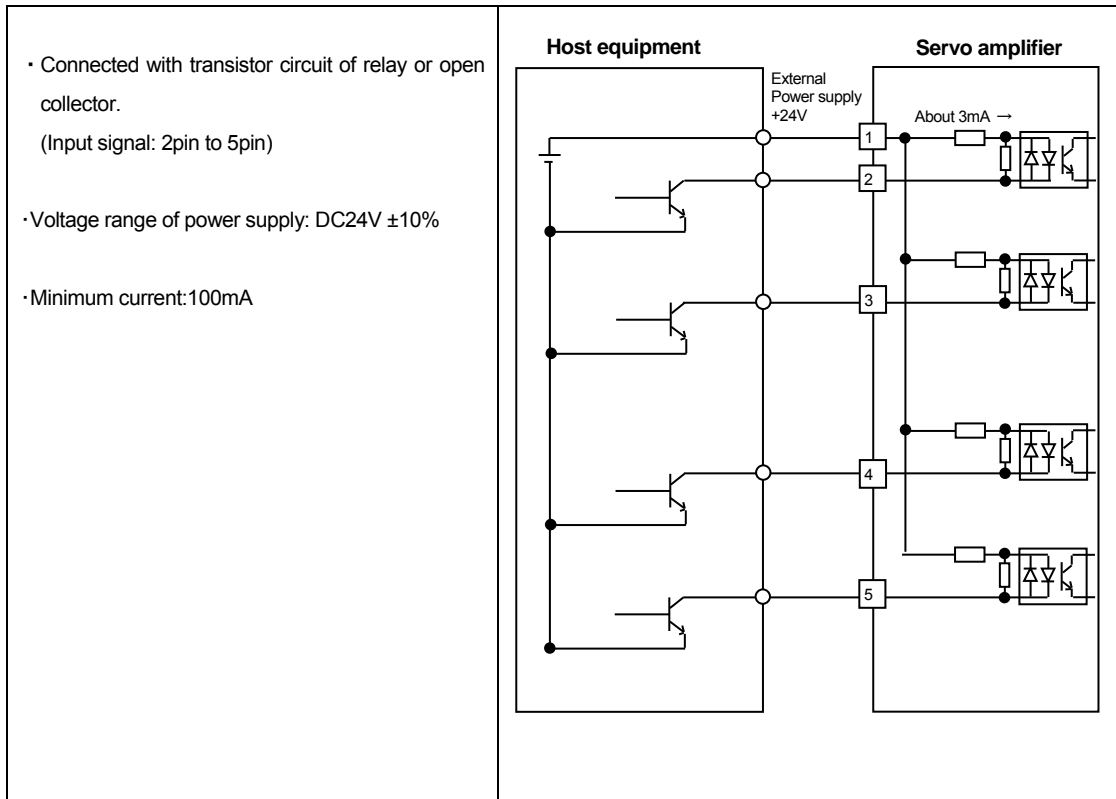 · Connected with transistor circuit of relay or open
collector.
(Input signal: 2pin to 5pin)
·Voltage range of power supply: DC24V ±10%
·Minimum current:100mA
Host equipment
Servo amplifier
External
Power supply
+24V
About 3mA →
1
2
3
4
5